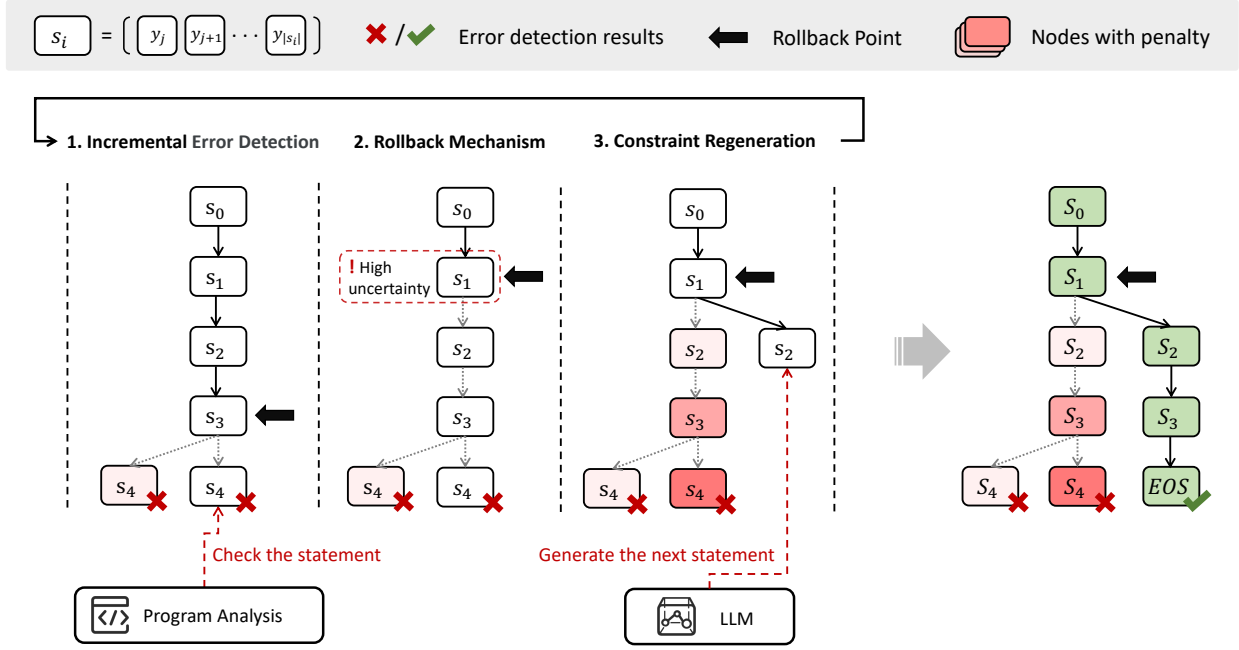 s_i = ( y_j y_{j+1} ... y_{|s_i|} ) / Error detection results Rollback Point Nodes with penalty
1. Incremental Error Detection 2. Rollback Mechanism 3. Constraint Regeneration
s_0 s_0 s_0 S_0
! High
uncertainty
s_1 s_1 s_1 S_1
s_2 s_2 s_2 s_2 S_2 S_2
s_3 s_3 s_3 S_3 S_3
s_4 s_4 s_4 s_4 s_4 s_4 S_4 S_4 EOS
Check the statement Generate the next statement
</> Program Analysis LLM